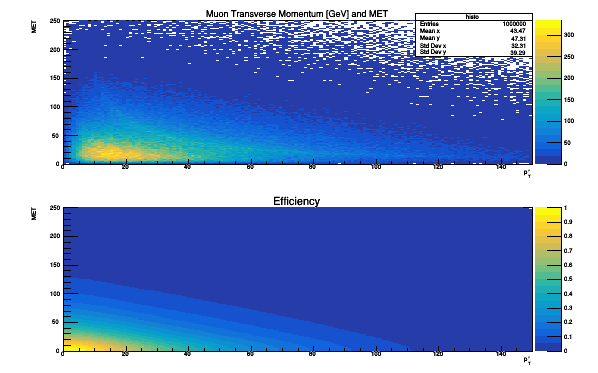 Muon Transverse Momentum [GeV] and MET
histo
Entries 1000000
Mean x 43.47
Mean y 47.31
Std Dev x 32.31
Std Dev y 39.29
MET
250
200
150
100
50
0
0 20 40 60 80 100 120 140
300
250
200
150
100
50
0
Efficiency
MET
250
200
150
100
50
0
0 20 40 60 80 100 120 140
1
0.9
0.8
0.7
0.6
0.5
0.4
0.3
0.2
0.1
0